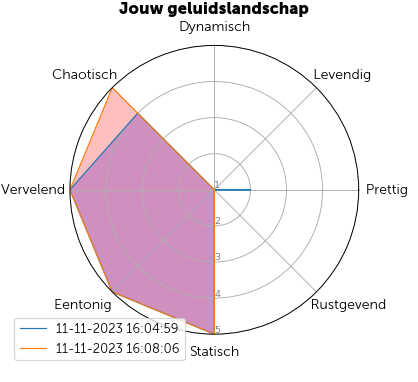 Jouw geluidslandschap
Dynamisch
Chaotisch
Levendig
Vervelend
1
Prettig
2
3
4
Eentonig
Rustgevend
5
11-11-2023 16:04:59
11-11-2023 16:08:06
Statisch